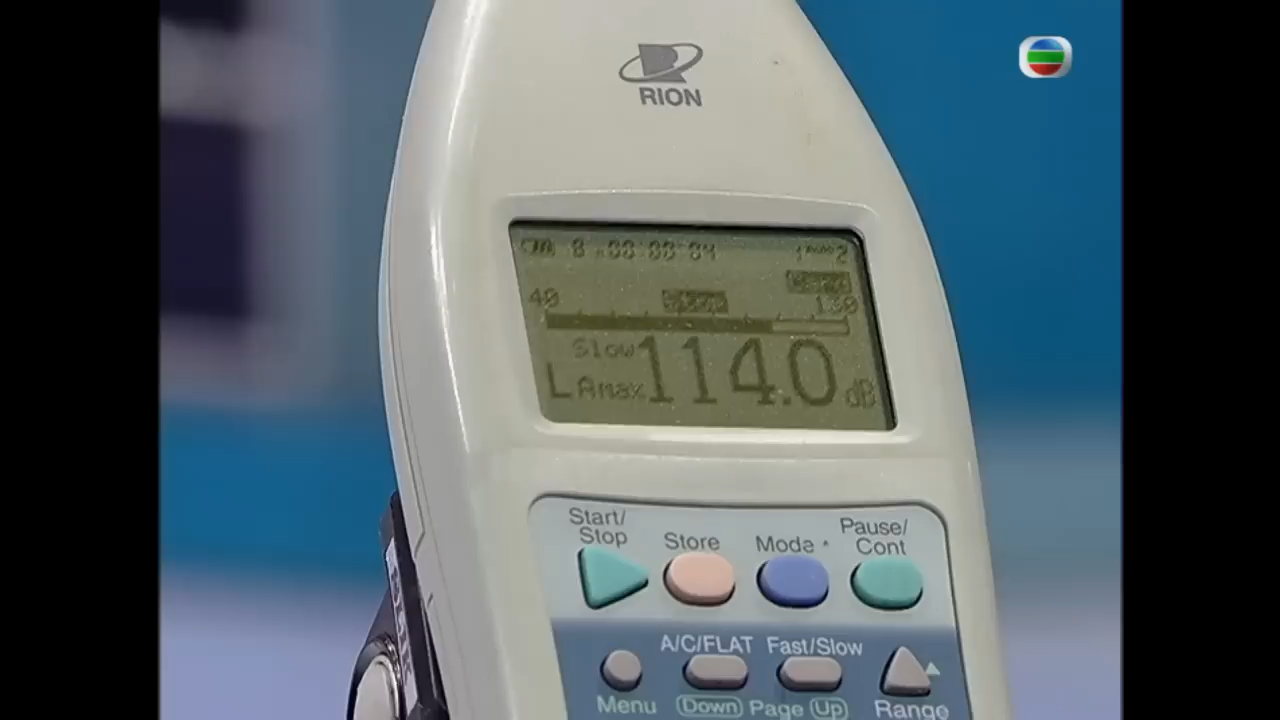 RION
40
130
Slow
LAmax 114.0 dB
Start/
Stop
Store
Mode
Pause/
Cont
A/C/FLAT
Fast/Slow
Menu
Down Page Up
Range